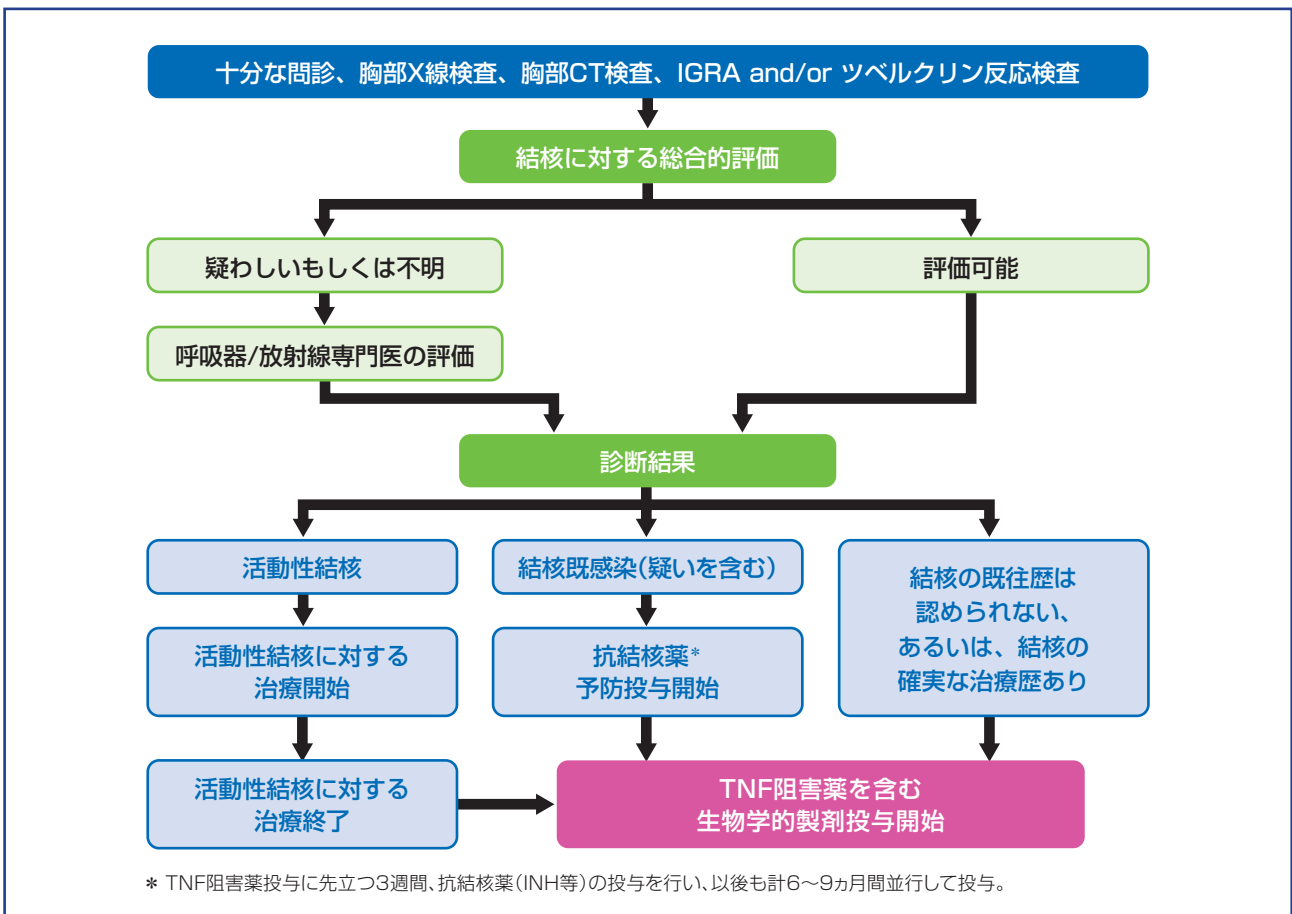 十分な問診、胸部X線検査、胸部CT検査、IGRA and/or ツベルクリン反応検査
結核に対する総合的評価
疑わしいもしくは不明
評価可能
呼吸器/放射線専門医の評価
診断結果
活動性結核
結核既感染(疑いを含む)
結核の既往歴は
認められない、
あるいは、結核の
確実な治療歴あり
活動性結核に対する
治療開始
抗結核薬*
予防投与開始
活動性結核に対する
治療終了
TNF阻害薬を含む
生物学的製剤投与開始
* TNF阻害薬投与に先立つ3週間、抗結核薬(INH等)の投与を行い、以後も計6〜9ヵ月間並行して投与。